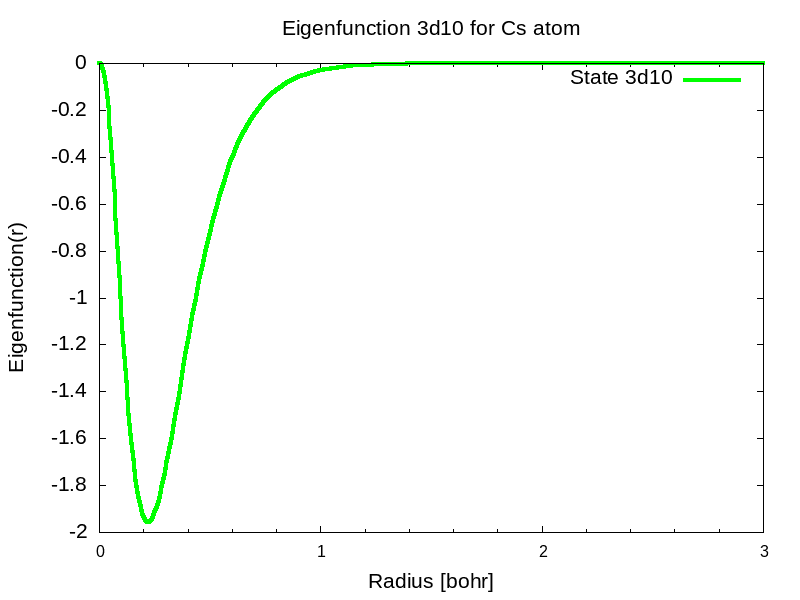 Eigenfunction 3d10 for Cs atom
State 3d10
0
-0.2
-0.4
-0.6
-0.8
-1
-1.2
-1.4
-1.6
-1.8
-2
Eigenfunction(r)
0 1 2 3
Radius [bohr]